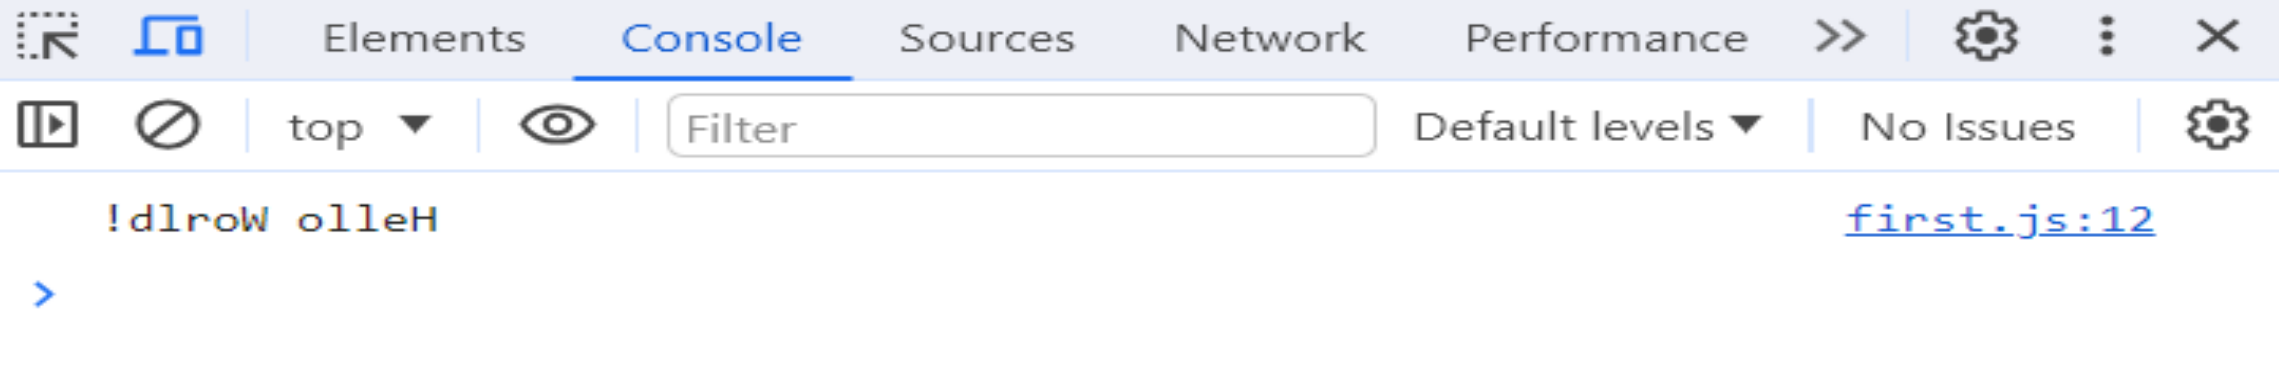 Elements Console Sources Network Performance
top Filter Default levels No Issues
!dlroW olleH first.js:12
>